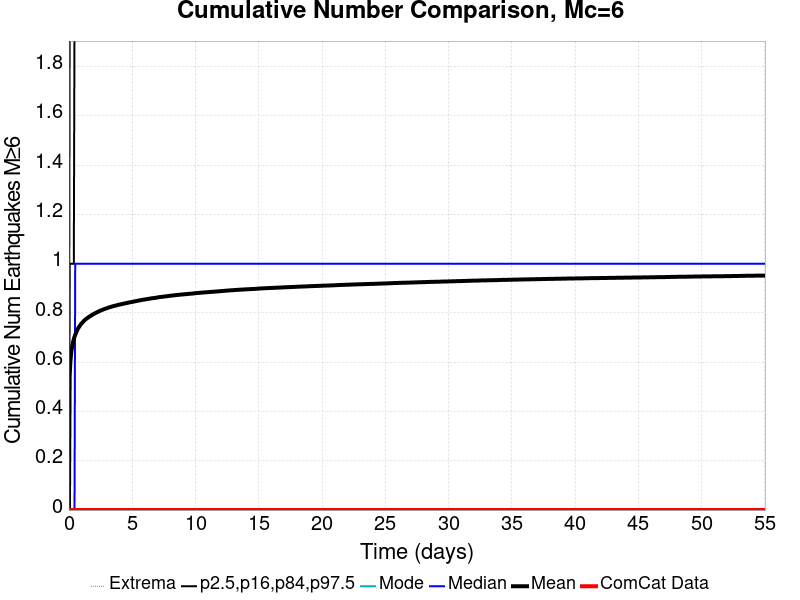 Cumulative Number Comparison, Mc=6
Cumulative Num Earthquakes M≥6
1.8
1.6
1.4
1.2
1
0.8
0.6
0.4
0.2
0
0 5 10 15 20 25 30 35 40 45 50 55
Time (days)
Extrema p2.5,p16,p84,p97.5 Mode Median Mean ComCat Data